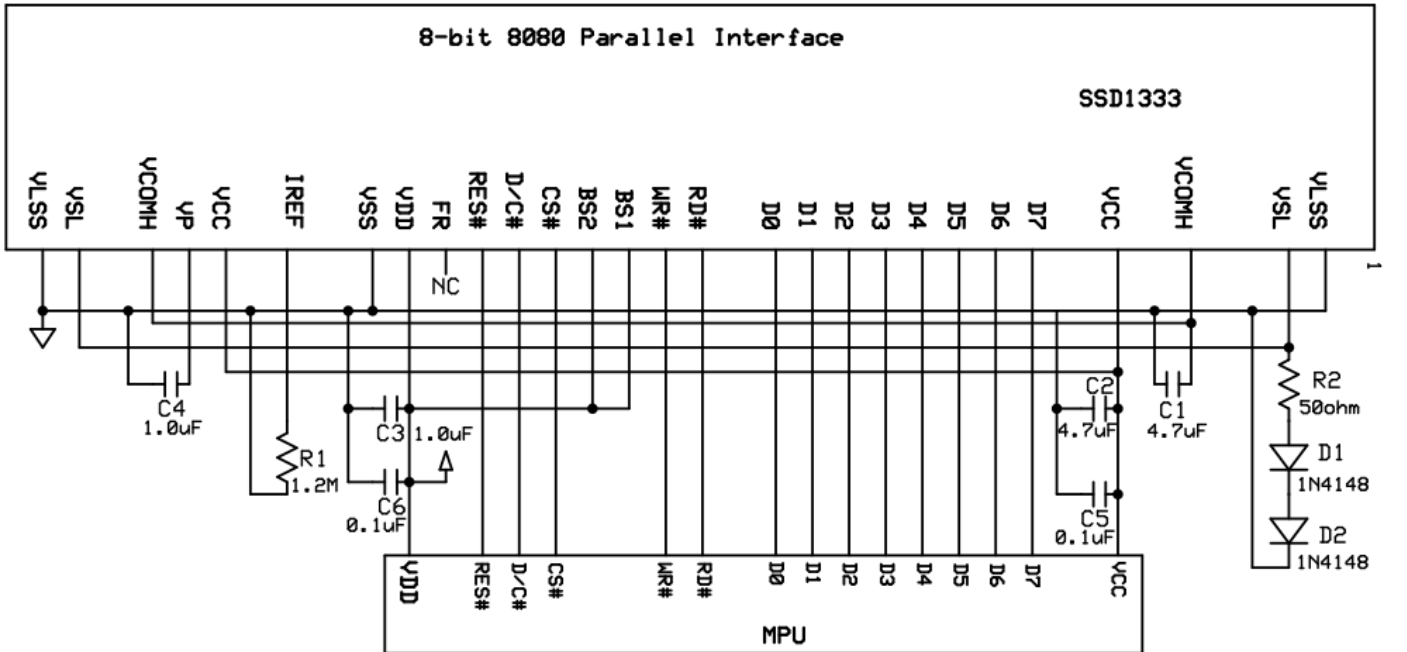 8-bit 8080 Parallel Interface
SSD1333
VLSS VSL VCOMH VP VCC IREF VSS VDD FR RES# D/C# CS# BS2 BS1 WR# RD# D0 D1 D2 D3 D4 D5 D6 D7 VCC VCOMH VSL VLSS
1
NC
C4
1.0uF
R1
1.2M
C3 1.0uF
C6
0.1uF
C2
4.7uF
C1
4.7uF
C5
0.1uF
R2
50ohm
D1
1N4148
D2
1N4148
VDD RES# D/C# CS# WR# RD# D0 D1 D2 D3 D4 D5 D6 D7 VCC
MPU